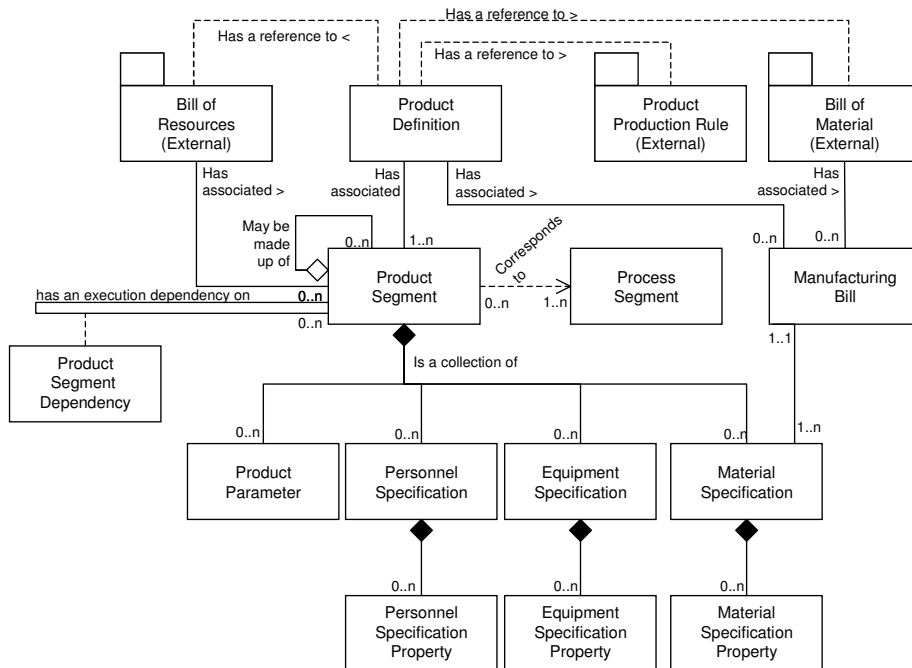 Has a reference to >
Has a reference to <
Has a reference to >
Bill of
Resources
(External)
Product
Definition
Product
Production Rule
(External)
Bill of
Material
(External)
Has
associated >
Has
associated
Has
associated >
Has
associated >
May be
made
up of
0..n
1..n
0..n
0..n
Corresponds
to
Product
Segment
0..n
1..n
Process
Segment
Manufacturing
Bill
has an execution dependency on
0..n
0..n
1..1
Product
Segment
Dependency
Is a collection of
0..n
0..n
0..n
0..n
1..n
Product
Parameter
Personnel
Specification
Equipment
Specification
Material
Specification
0..n
0..n
0..n
Personnel
Specification
Property
Equipment
Specification
Property
Material
Specification
Property